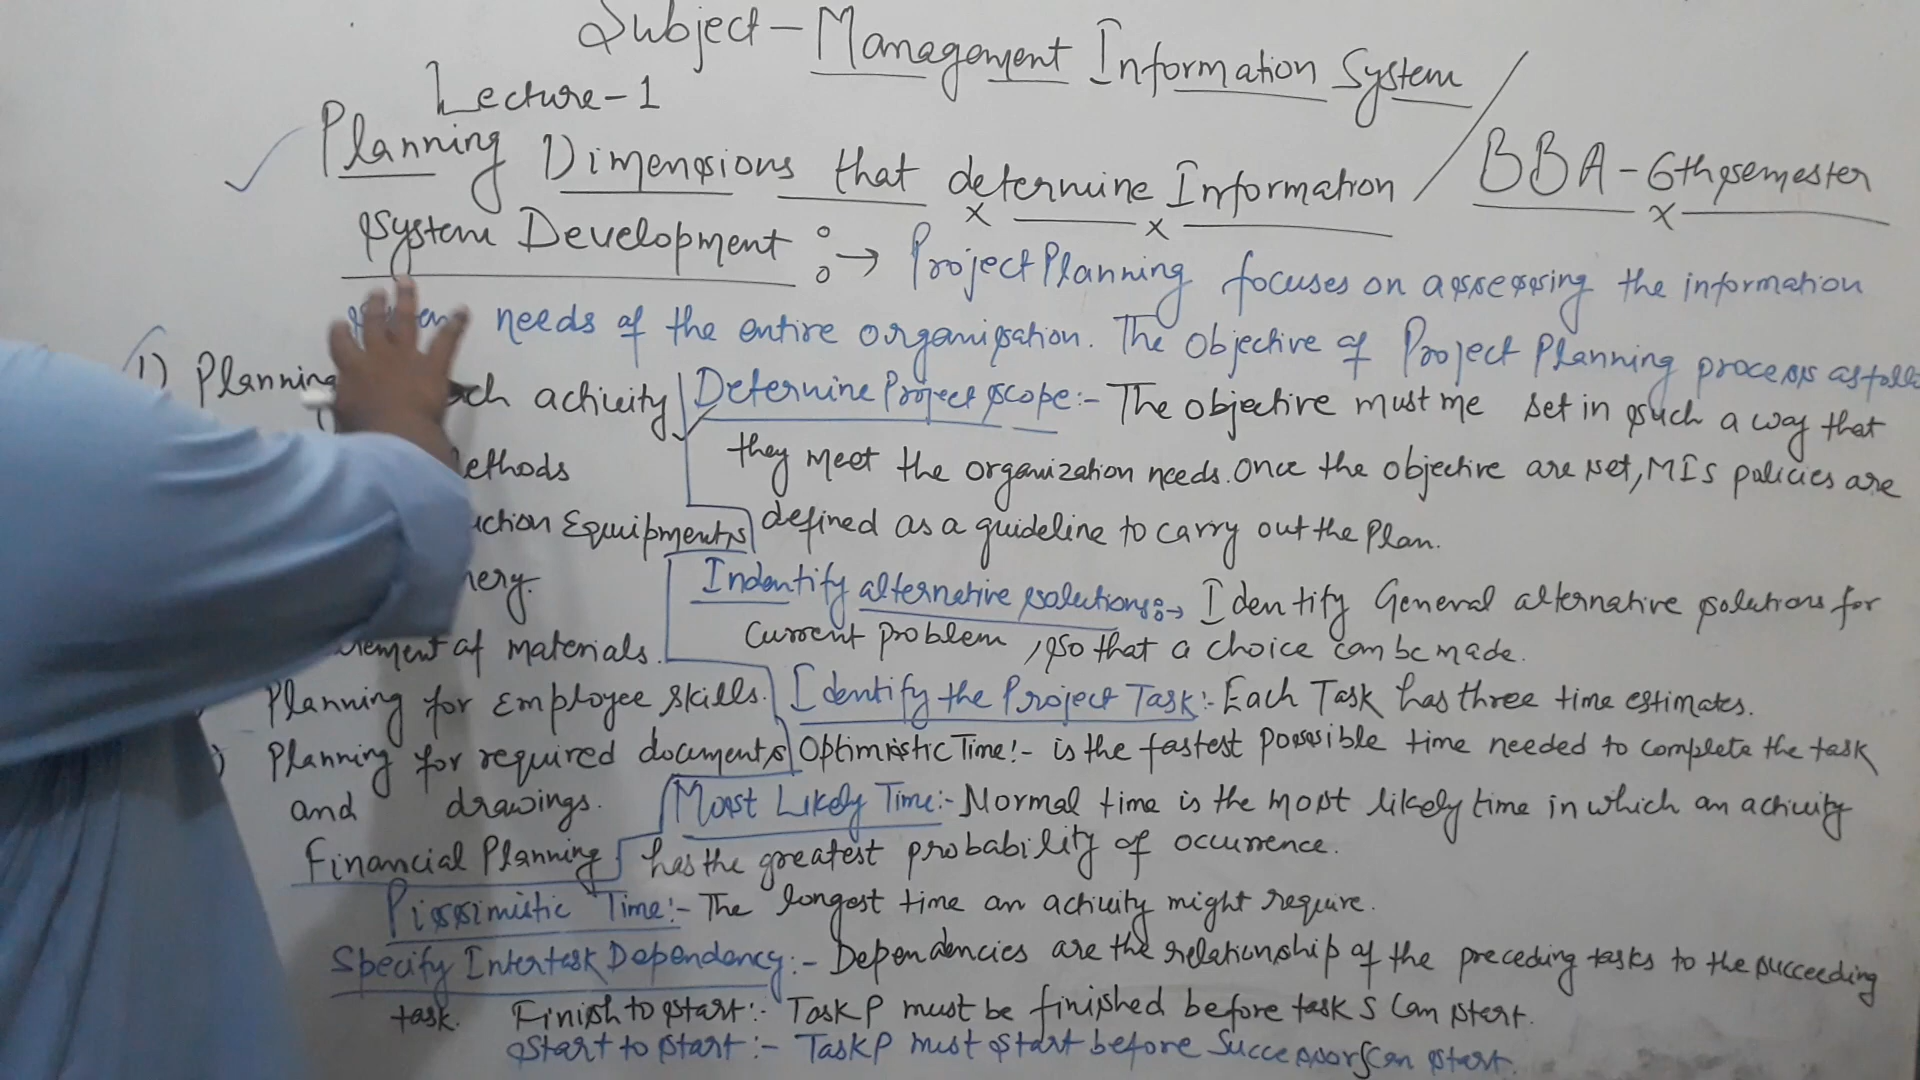 Subject - Management Information System
Lecture - 1
BBA - 6th semester
Planning Dimensions that determine Information
System Development :→ Project Planning focuses on assessing the information
needs of the entire organisation. The objective of Project Planning process as follo
1) Planning activity
ethods
uction Equipments
nery.
rement of materials.
Planning for Employee skills.
Planning for required documents
and drawings.
Financial Planning
Determine Project scope:- The objective must me set in such a way that
they meet the organization needs. Once the objective are set, MIS policies are
defined as a guideline to carry out the Plan.
Indentify alternative solutions:→ Identify General alternative solutions for
current problem, so that a choice can be made.
Identify the Project Task:- Each Task has three time estimates.
Optimistic Time:- is the fastest possible time needed to complete the task
Most Likely Time:- Normal time is the most likely time in which an activity
has the greatest probability of occurrence.
Pissimistic Time:- The longest time an activity might require.
Specify Intertask Dependency:- Dependencies are the relationship of the preceding tasks to the succeeding
task. Finish to start:- Task P must be finished before task S Can start.
Start to start:- Task P must start before Successor S can start.